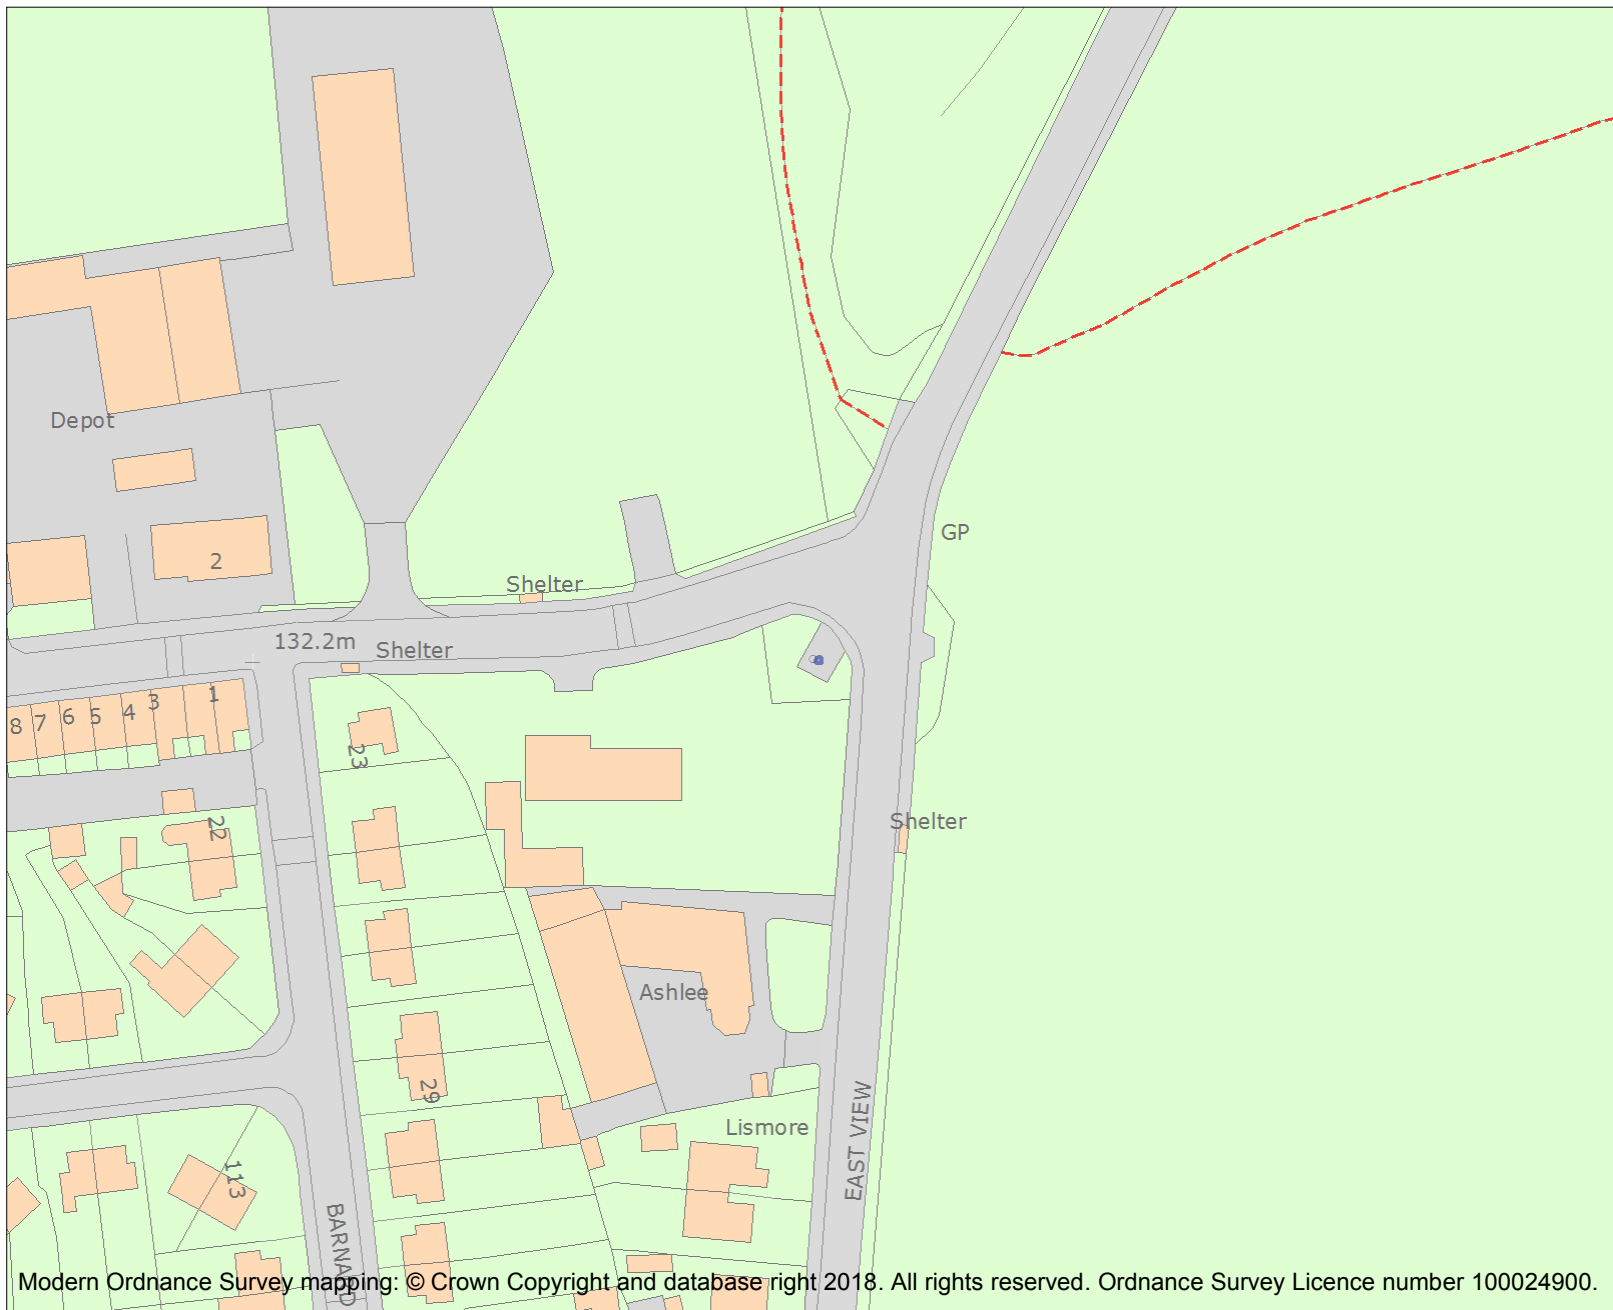 Depot
GP
2
Shelter
132.2m
Shelter
8 7 6 5 4 3 1
23
22
Shelter
Ashlee
29
Lismore
EAST VIEW
113
BARNARD
Modern Ordnance Survey mapping: © Crown Copyright and database right 2018. All rights reserved. Ordnance Survey Licence number 100024900.